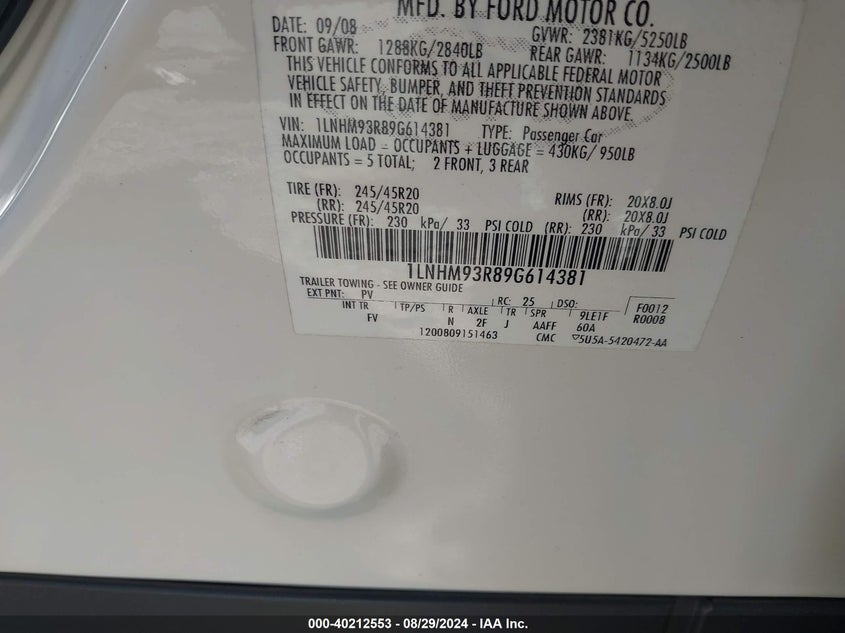 MFD. BY FORD MOTOR CO.
DATE: 09/08 GVWR: 2381KG/5250LB
FRONT GAWR: 1288KG/2840LB REAR GAWR: 1134KG/2500LB
THIS VEHICLE CONFORMS TO ALL APPLICABLE FEDERAL MOTOR
VEHICLE SAFETY, BUMPER, AND THEFT PREVENTION STANDARDS
IN EFFECT ON THE DATE OF MANUFACTURE SHOWN ABOVE.
VIN: 1LNHM93R89G614381 TYPE: Passenger Car
MAXIMUM LOAD = OCCUPANTS + LUGGAGE = 430KG/950LB
OCCUPANTS = 5 TOTAL; 2 FRONT, 3 REAR
TIRE (FR): 245/45R20 RIMS (FR): 20X8.0J
(RR): 245/45R20 (RR): 20X8.0J
PRESSURE (FR): 230 kPa/33 PSI COLD (RR): 230 kPa/33 PSI COLD
1LNHM93R89G614381
TRAILER TOWING - SEE OWNER GUIDE
EXT PNT: PV RC: 25 DSO: F0012
INT TR TP/PS R AXLE TR SPR 9LE1F R0008
FV N 2F J AAFF 60A
1200809151463 CMC 5U5A-5420472-AA
000-40212553 - 08/29/2024 - IAA Inc.